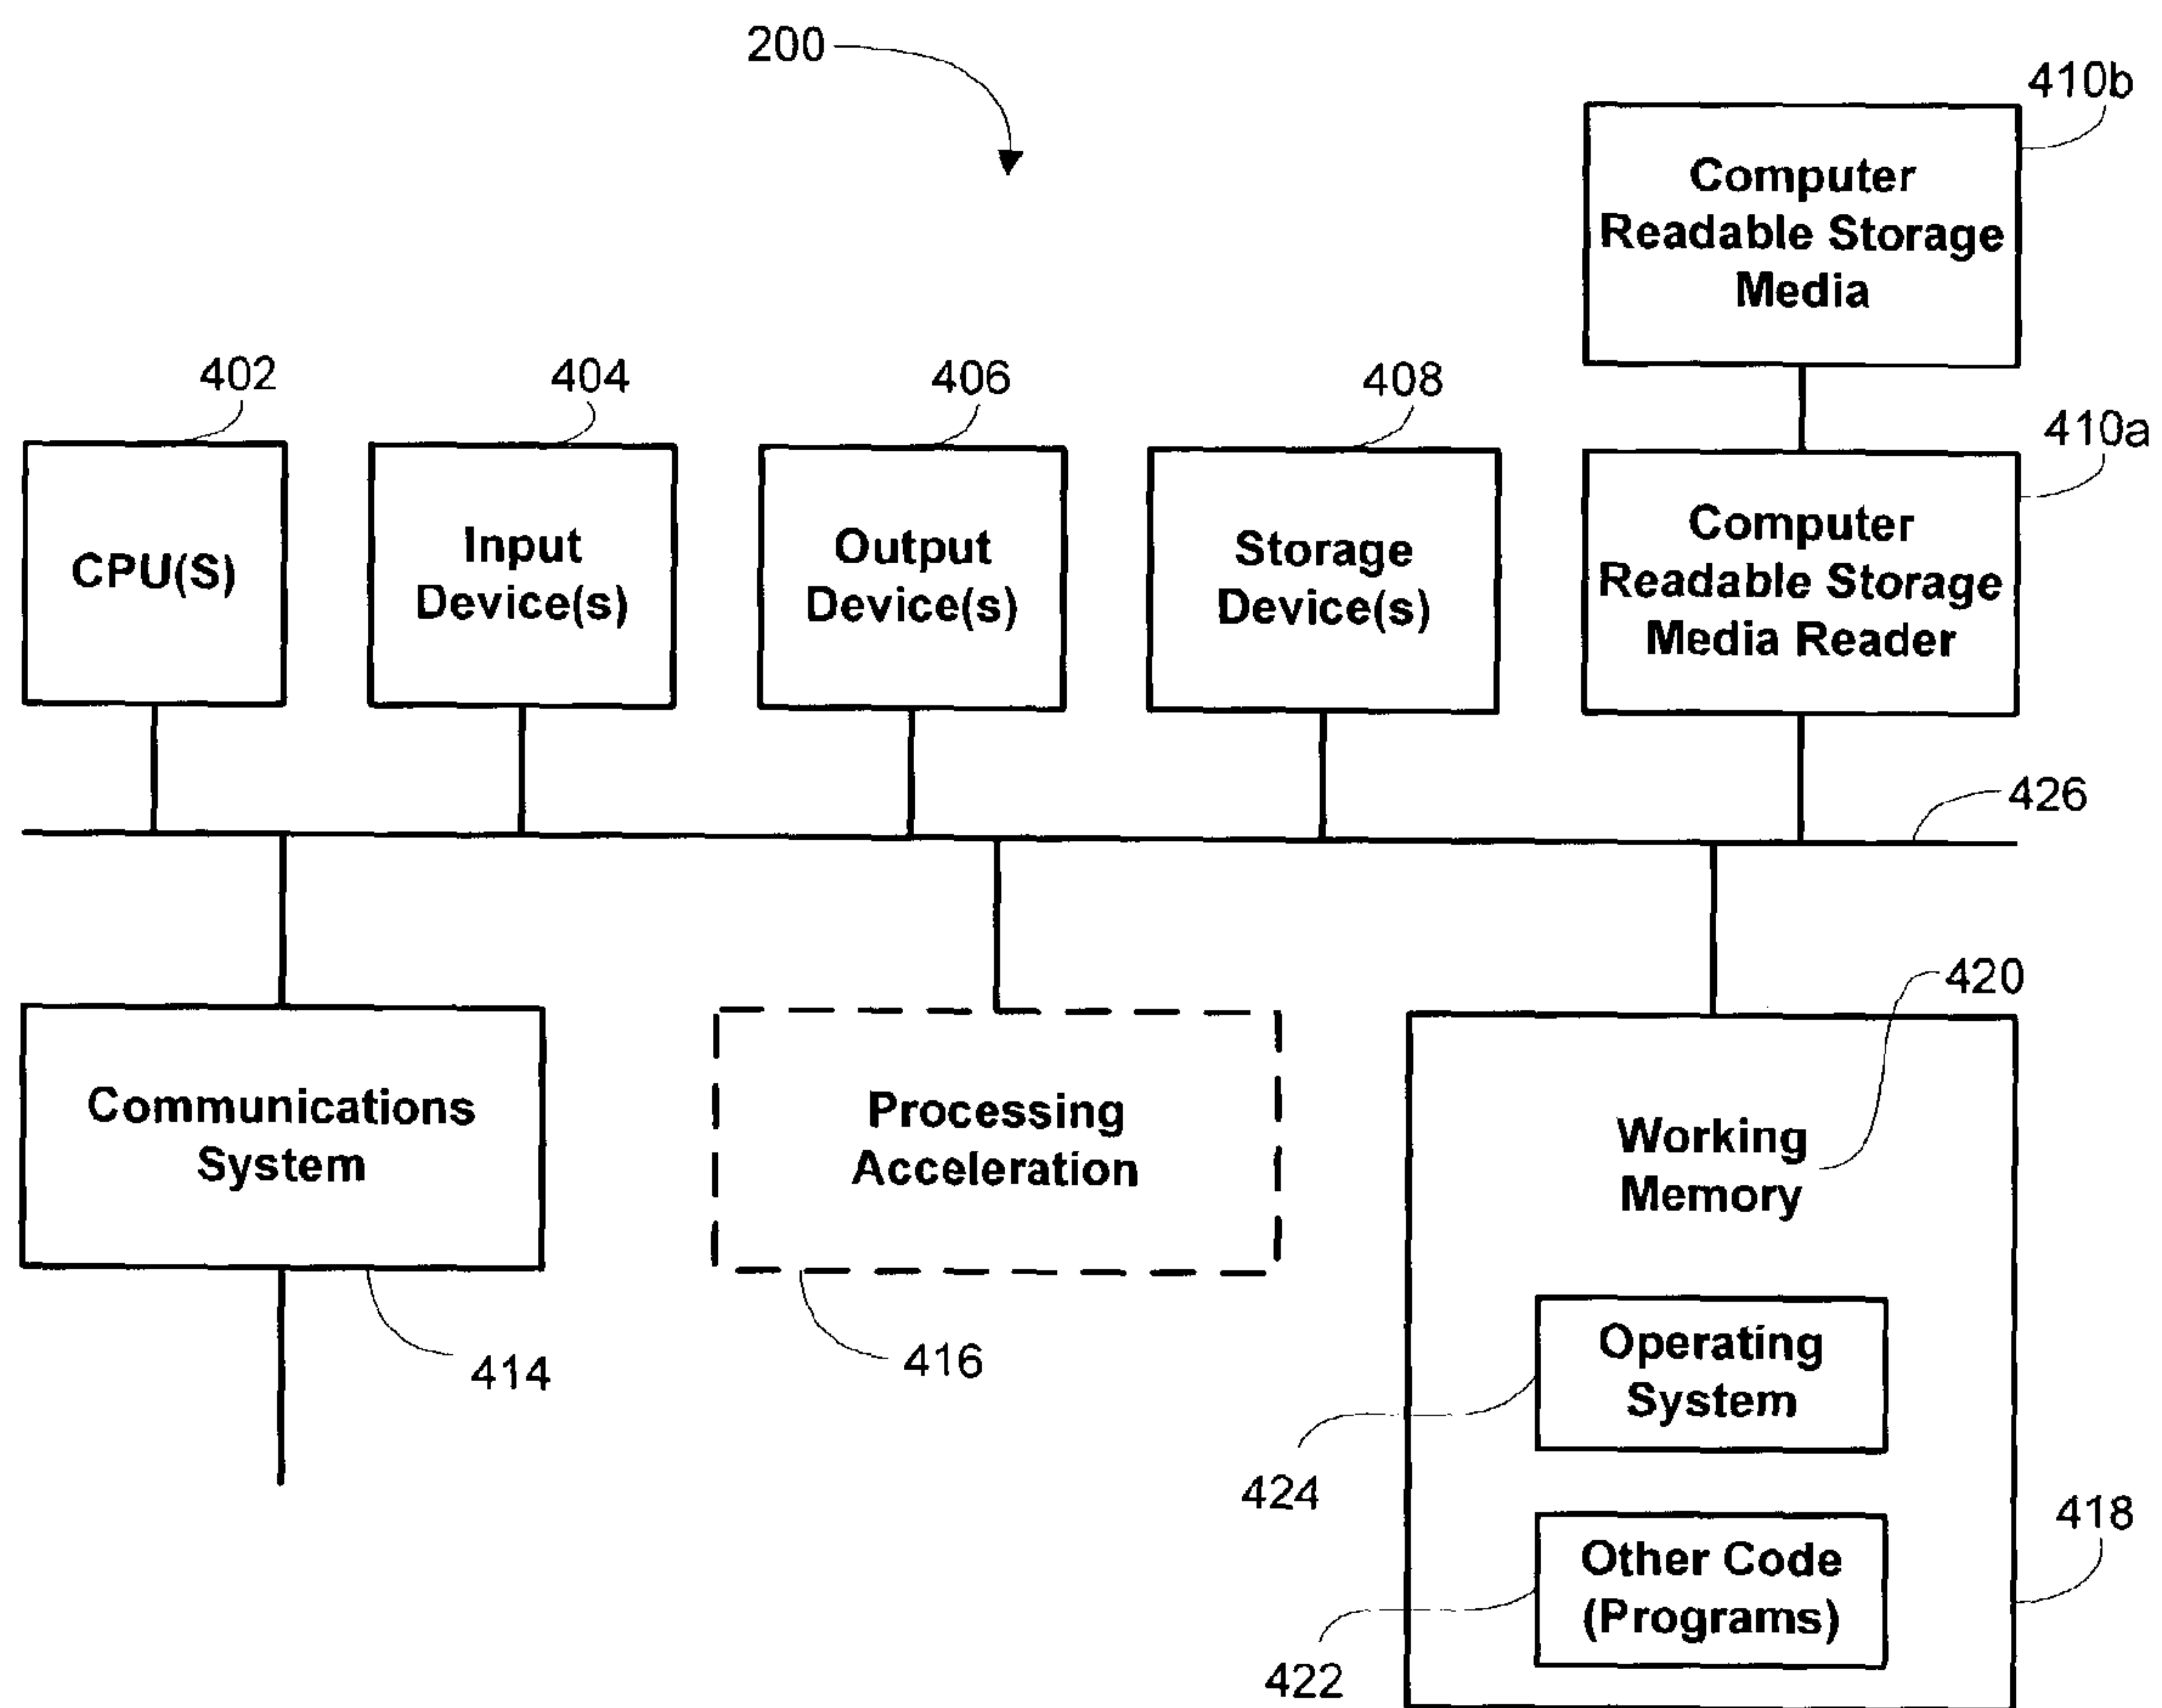 200
410b
Computer
Readable Storage
Media
402
404
406
408
410a
CPU(S)
Input
Device(s)
Output
Device(s)
Storage
Device(s)
Computer
Readable Storage
Media Reader
426
420
Communications
System
Processing
Acceleration
Working
Memory
414
416
Operating
System
424
418
Other Code
(Programs)
422